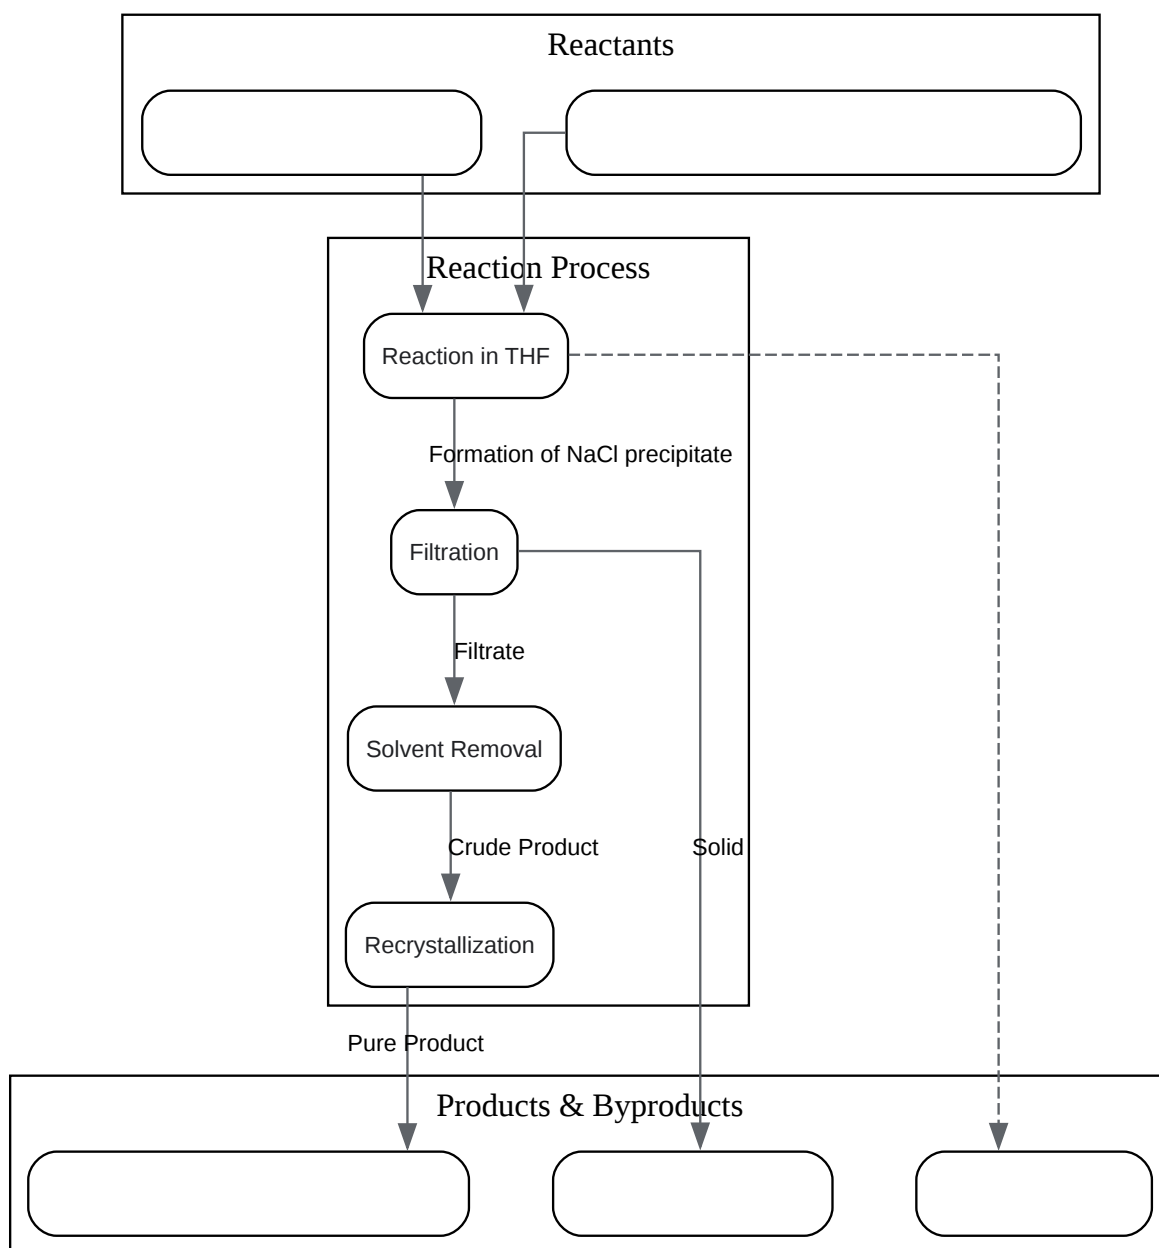 Reactants
Reaction Process
Reaction in THF
Formation of NaCl precipitate
Filtration
Filtrate
Solvent Removal
Crude Product
Solid
Recrystallization
Pure Product
Products & Byproducts